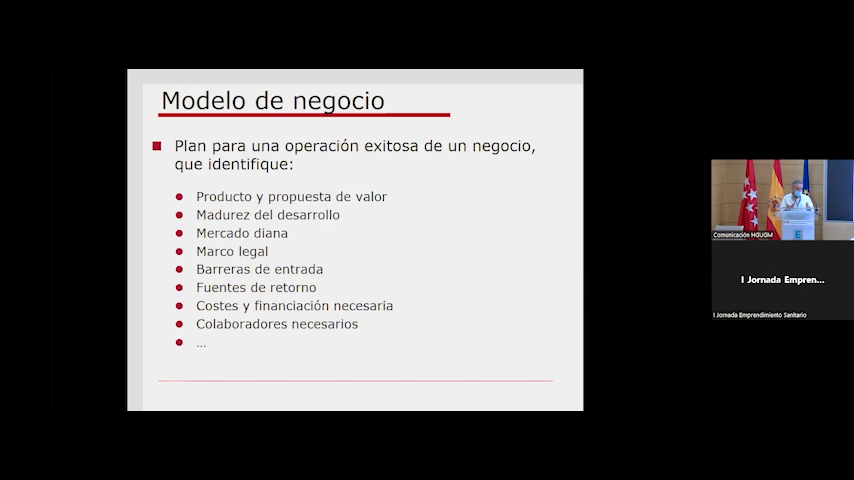 Modelo de negocio
Plan para una operación exitosa de un negocio,
que identifique:
Producto y propuesta de valor
Madurez del desarrollo
Mercado diana
Marco legal
Barreras de entrada
Fuentes de retorno
Costes y financiación necesaria
Colaboradores necesarios
...
Comunicación HGUGM
I Jornada Empren...
I Jornada Emprendimiento Sanitario